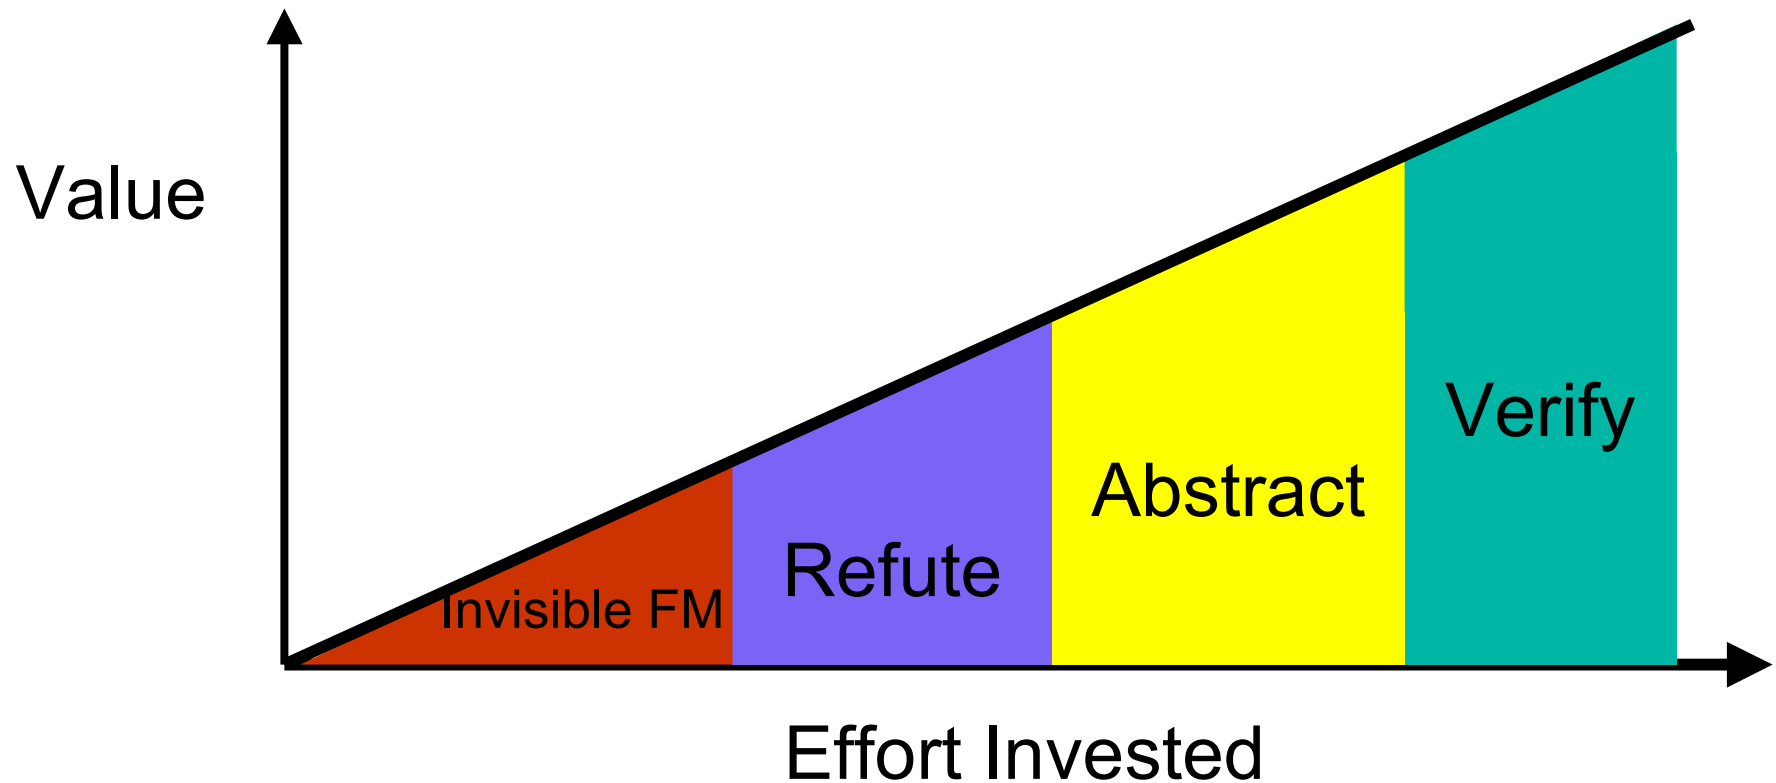 Value
Verify
Abstract
Refute
Invisible FM
Effort Invested